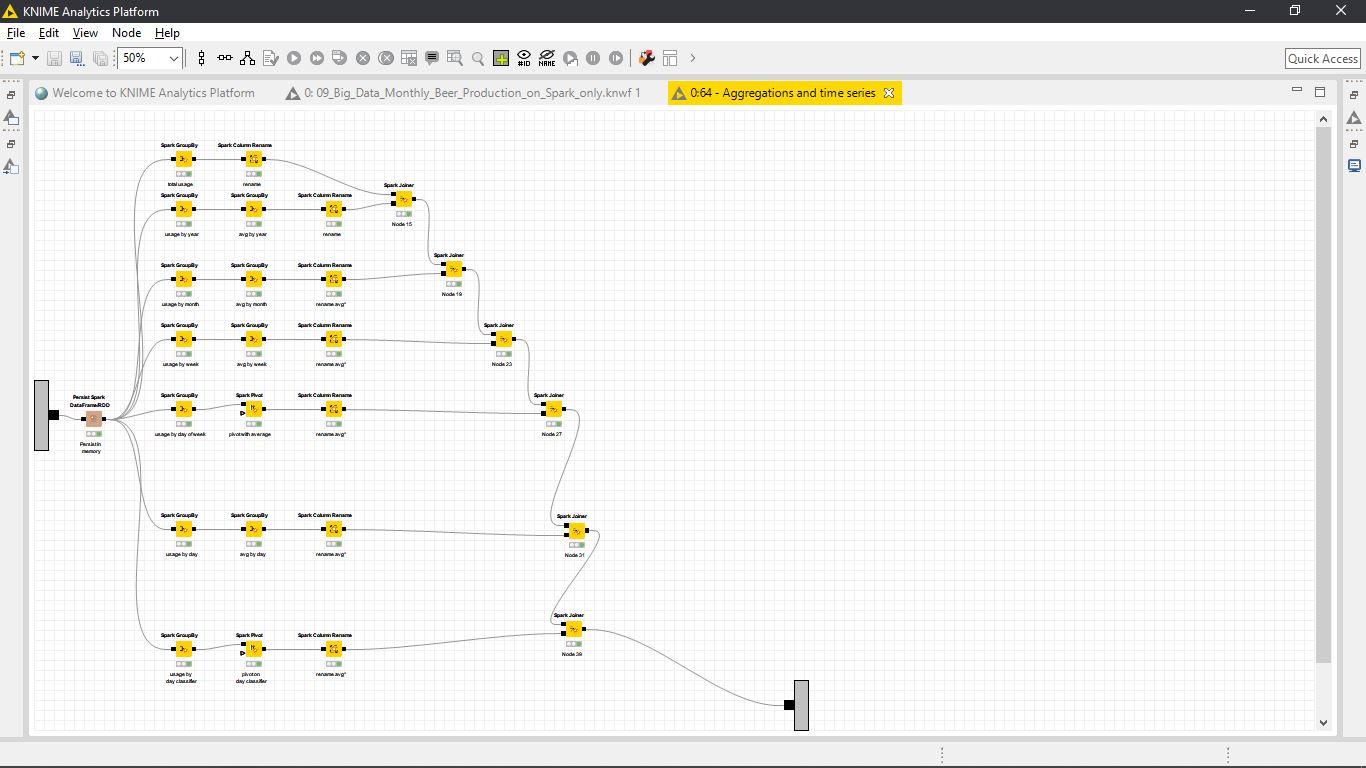 KNIME Analytics Platform
File Edit View Node Help
50%
#ID
NAME
Quick Access
Welcome to KNIME Analytics Platform
0: 09_Big_Data_Monthly_Beer_Production_on_Spark_only.knwf 1
0:64 - Aggregations and time series
Spark GroupBy
Spark Column Rename
total usage
rename
Spark GroupBy
Spark GroupBy
Spark Column Rename
usage by year
avg by year
rename
Spark Joiner
Node 15
Spark GroupBy
Spark GroupBy
Spark Column Rename
usage by month
avg by month
rename avg*
Spark Joiner
Node 19
Spark GroupBy
Spark GroupBy
Spark Column Rename
usage by week
avg by week
rename avg*
Spark Joiner
Node 23
Persist Spark
DataFrame/RDD
Persist in
memory
Spark GroupBy
Spark Pivot
Spark Column Rename
usage by day of week
pivot with average
rename avg*
Spark Joiner
Node 27
Spark GroupBy
Spark GroupBy
Spark Column Rename
usage by day
avg by day
rename avg*
Spark Joiner
Node 31
Spark GroupBy
Spark Pivot
Spark Column Rename
usage by
day classifier
pivot on
day classifier
rename avg*
Spark Joiner
Node 39